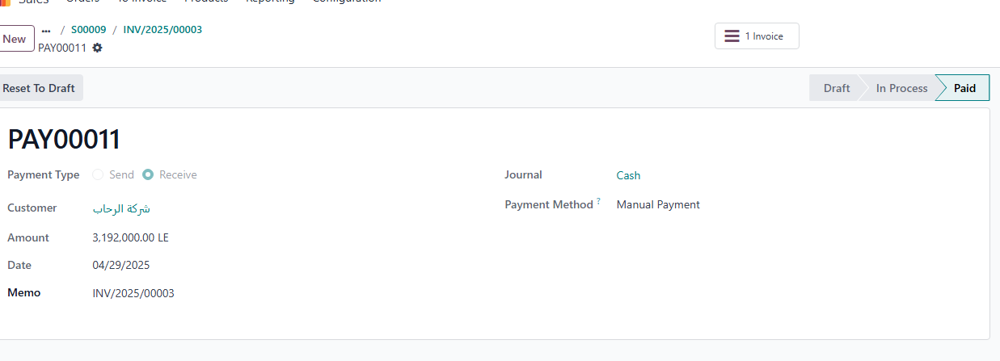 Sales Orders To Invoice Products Reporting Configuration
New ... / S00009 / INV/2025/00003
PAY00011
1 Invoice
Reset To Draft
Draft In Process Paid
PAY00011
Payment Type Send Receive
Customer شركة الرحاب
Amount 3,192,000.00 LE
Date 04/29/2025
Memo INV/2025/00003
Journal Cash
Payment Method ? Manual Payment